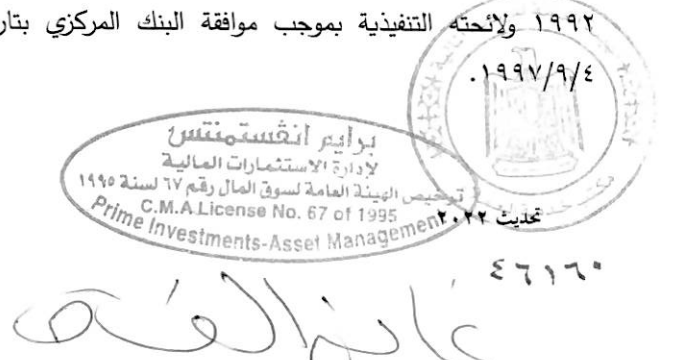 ١٩٩٢ ولائحته التنفيذية بموجب موافقة البنك المركزي بتار
١٩٩٧/٩/٤.
برايم انفستمنتس
لإدارة الاستثمارات المالية
ترخيص الهيئة العامة لسوق المال رقم ٦٧ لسنة ١٩٩٥
C.M.A.License No. 67 of 1995
Prime Investments-Asset Management
تحديث ٢٠٢٢
٤٦١٦٠